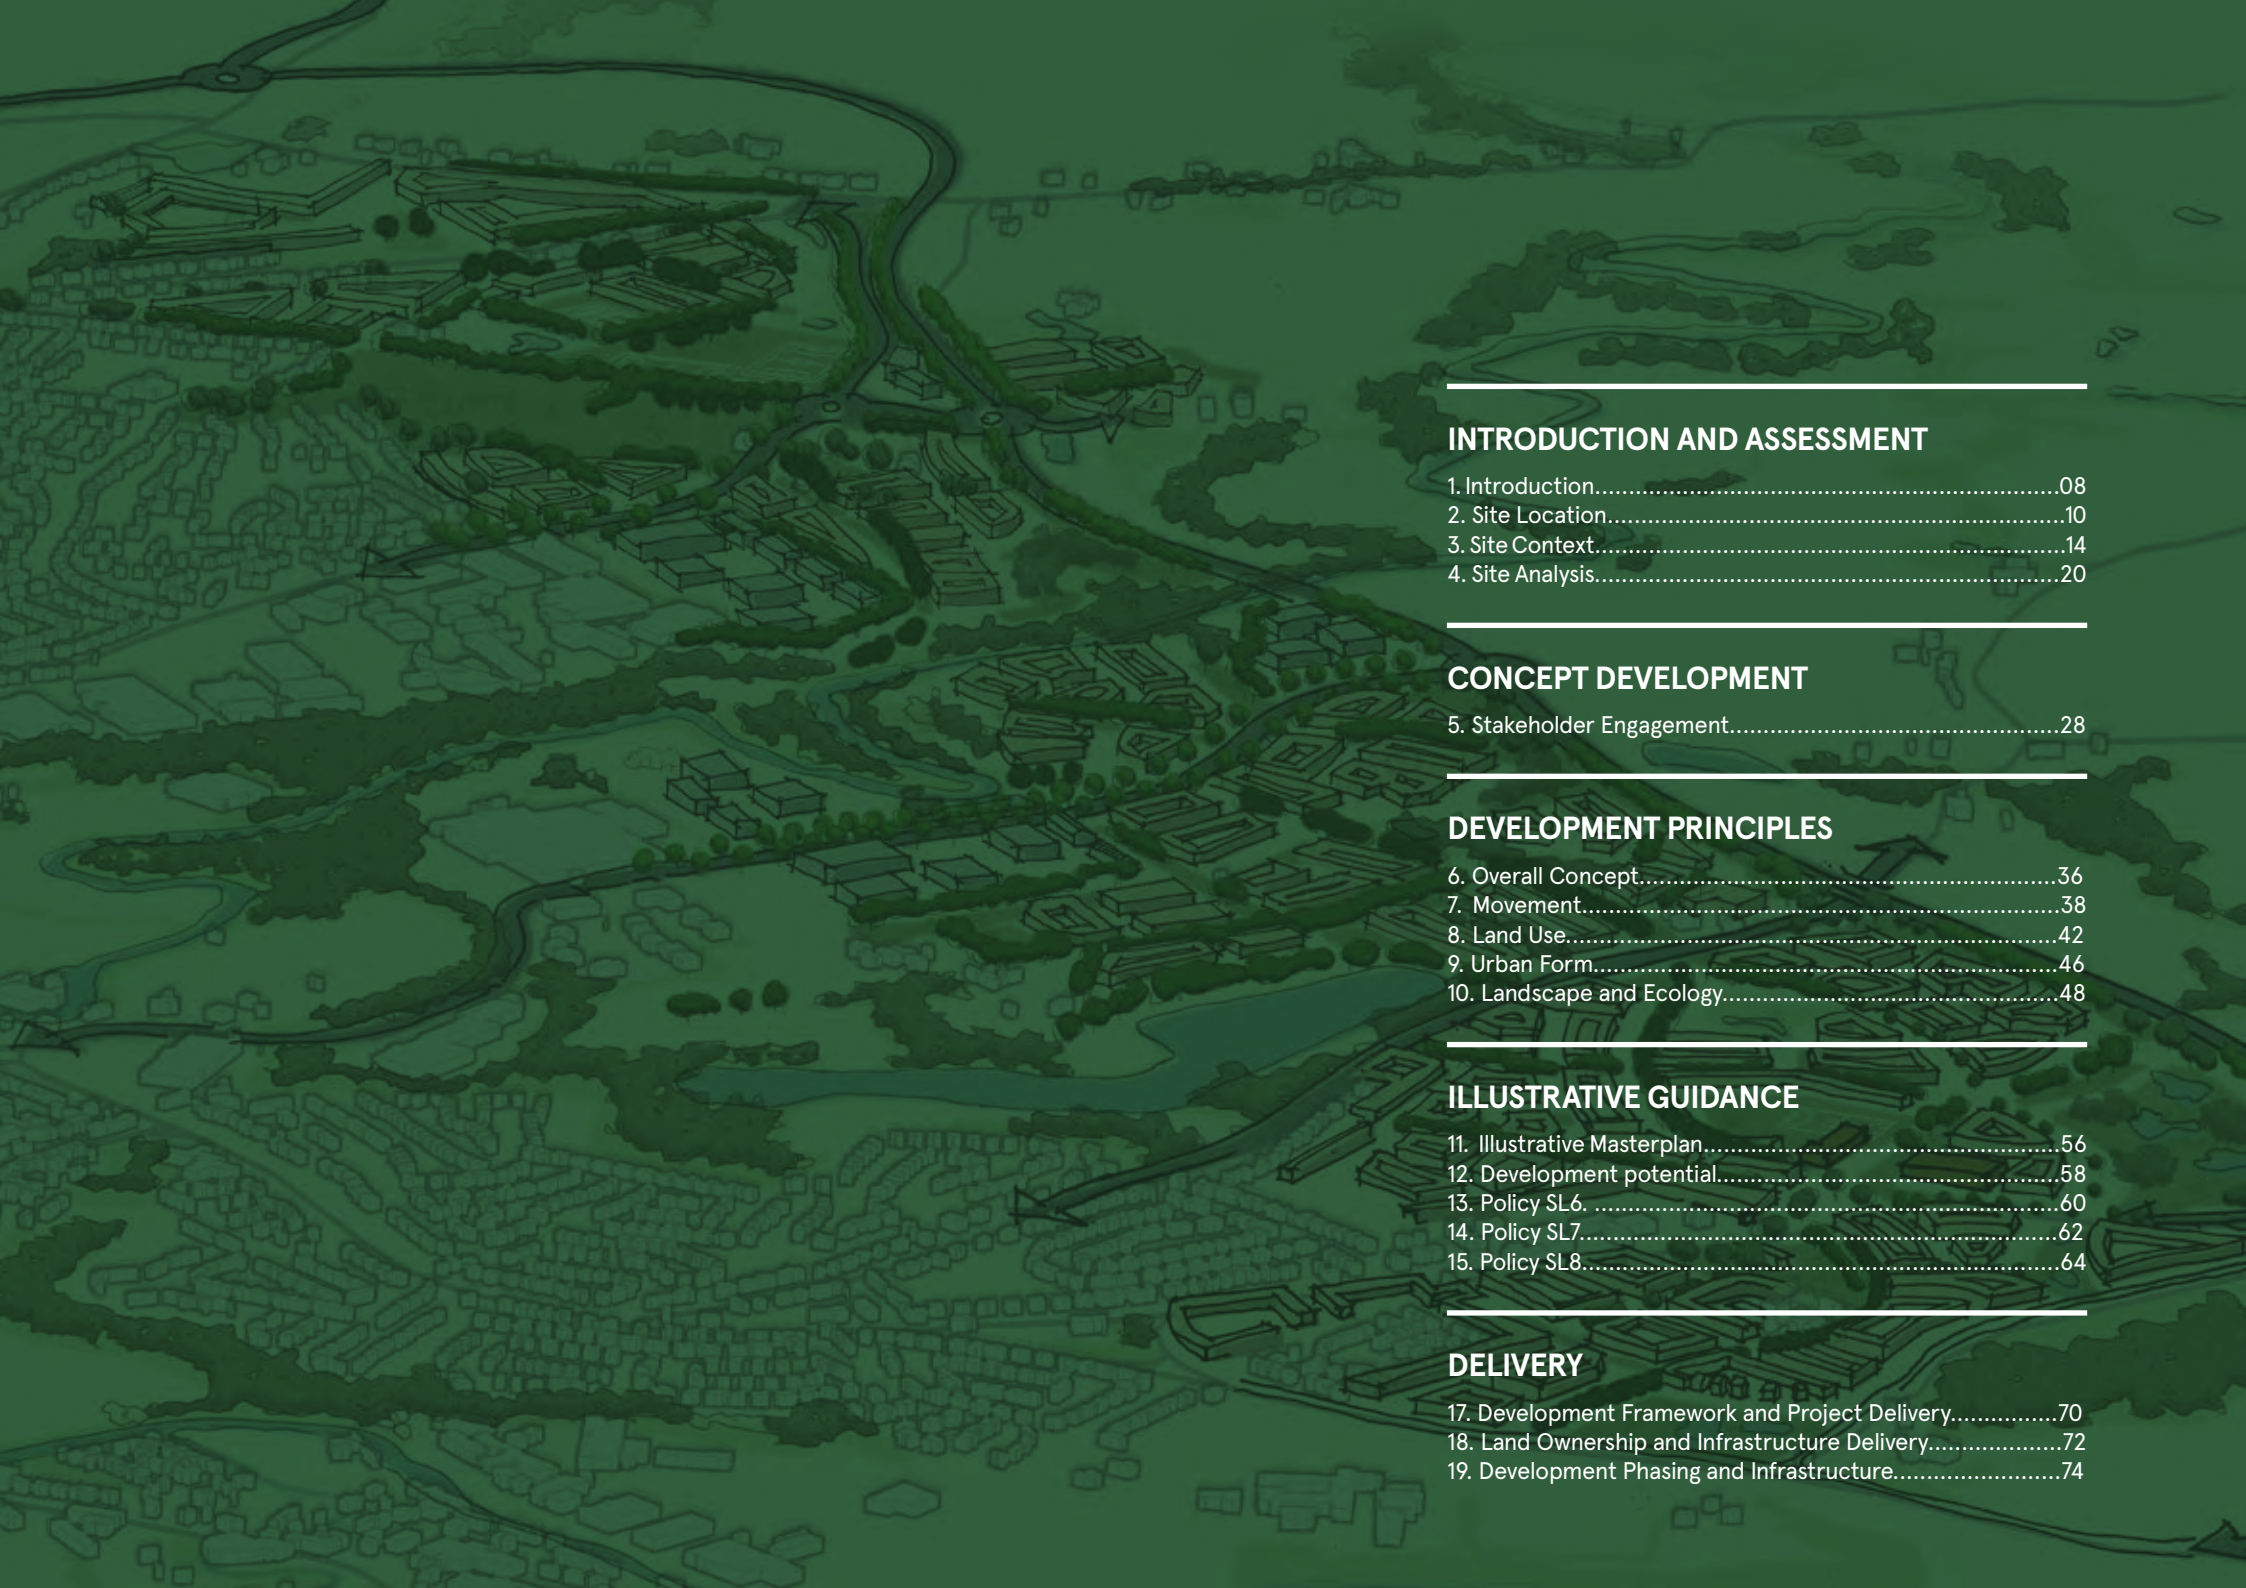 INTRODUCTION AND ASSESSMENT
1. Introduction.....................................................................08
2. Site Location....................................................................10
3. Site Context......................................................................14
4. Site Analysis.....................................................................20
CONCEPT DEVELOPMENT
5. Stakeholder Engagement.................................................28
DEVELOPMENT PRINCIPLES
6. Overall Concept..............................................................36
7. Movement.......................................................................38
8. Land Use.........................................................................42
9. Urban Form.....................................................................46
10. Landscape and Ecology..................................................48
ILLUSTRATIVE GUIDANCE
11. Illustrative Masterplan.....................................................56
12. Development potential...................................................58
13. Policy SL6. .....................................................................60
14. Policy SL7.......................................................................62
15. Policy SL8.......................................................................64
DELIVERY
17. Development Framework and Project Delivery................70
18. Land Ownership and Infrastructure Delivery....................72
19. Development Phasing and Infrastructure.........................74